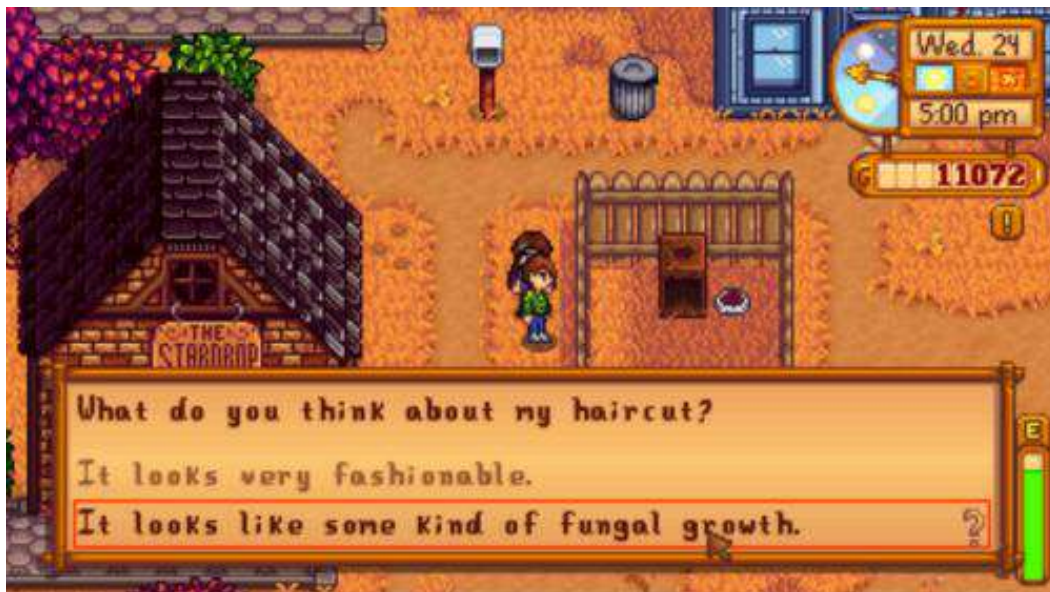 Wed. 24
5:00 pm
G 11072
!
THE
STARDROP
What do you think about my haircut?
It looks very fashionable.
It looks like some kind of fungal growth.
?
E